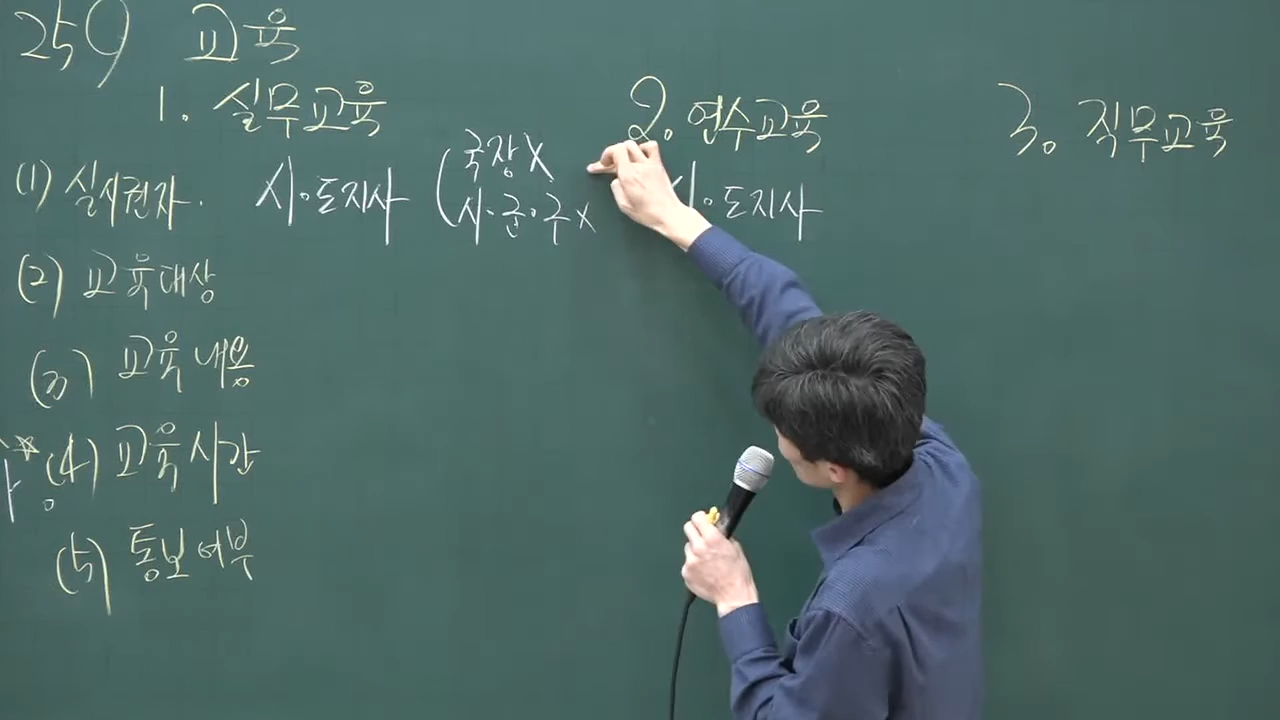 259 교육
1. 실무교육 2. 연수교육 3. 직무교육
(1) 실시권자. 시·도지사 (국장X 시·도지사
시·군·구X
(2) 교육대상
(3) 교육내용
(4) 교육시간
(5) 통보여부